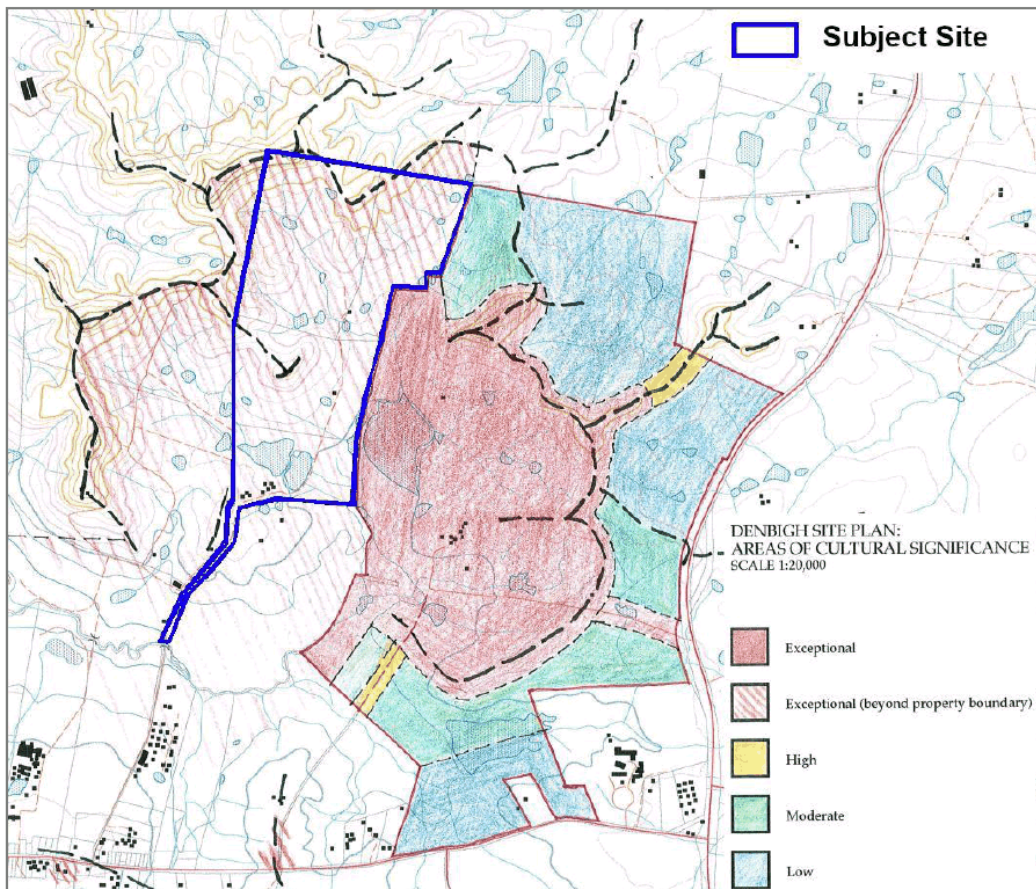 Subject Site
DENBIGH SITE PLAN:
AREAS OF CULTURAL SIGNIFICANCE
SCALE 1:20,000
Exceptional
Exceptional (beyond property boundary)
High
Moderate
Low